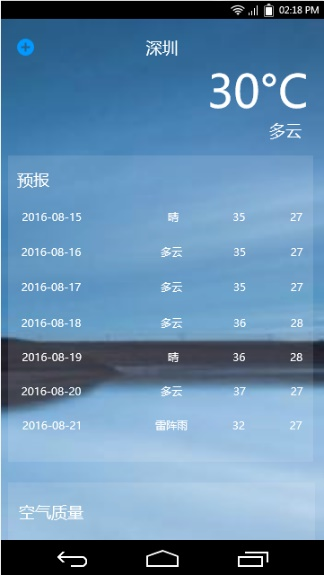 02:18 PM
深圳
30°C
多云
预报
2016-08-15 晴 35 27
2016-08-16 多云 35 27
2016-08-17 多云 35 27
2016-08-18 多云 36 28
2016-08-19 晴 36 28
2016-08-20 多云 37 27
2016-08-21 雷阵雨 32 27
空气质量